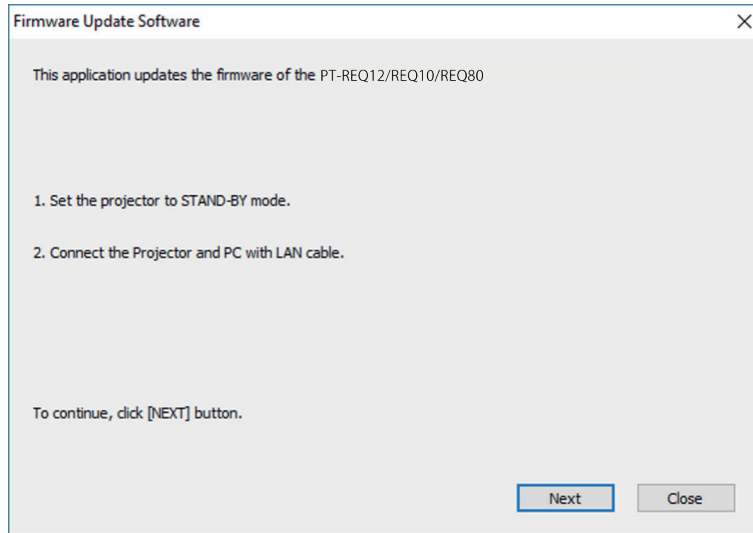 Firmware Update Software
This application updates the firmware of the PT-REQ12/REQ10/REQ80
1. Set the projector to STAND-BY mode.
2. Connect the Projector and PC with LAN cable.
To continue, click [NEXT] button.
Next
Close